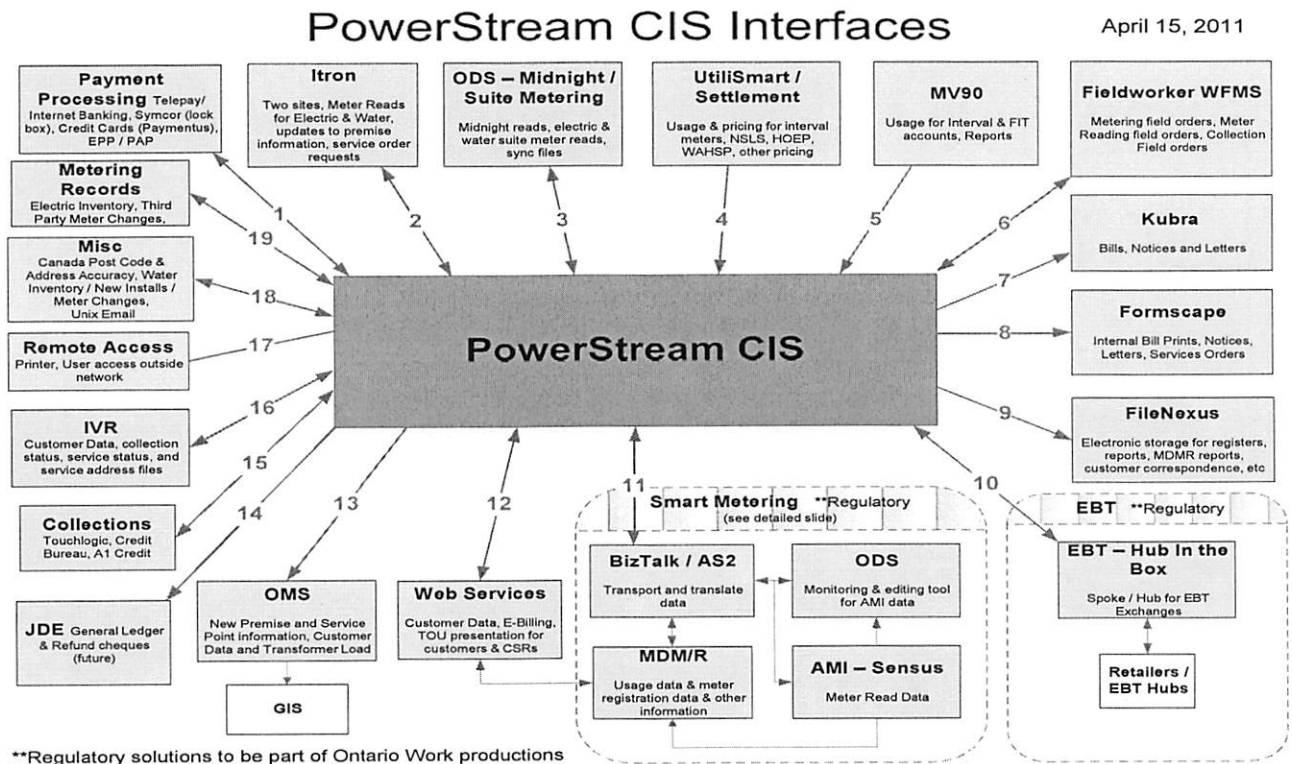 PowerStream CIS Interfaces
April 15, 2011
Payment
Processing Telepay/
Internet Banking, Symcor (lock
box), Credit Cards (Paymentus),
EPP / PAP
Itron
Two sites, Meter Reads
for Electric & Water,
updates to premise
information, service order
requests
ODS – Midnight /
Suite Metering
Midnight reads, electric &
water suite meter reads,
sync files
UtiliSmart /
Settlement
Usage & pricing for interval
meters, NSLS, HOEP,
WAHSP, other pricing
MV90
Usage for Interval & FIT
accounts, Reports
Fieldworker WFMS
Metering field orders, Meter
Reading field orders, Collection
Field orders
Metering
Records
Electric Inventory, Third
Party Meter Changes,
Misc
Canada Post Code &
Address Accuracy, Water
Inventory / New Installs /
Meter Changes,
Unix Email
Remote Access
Printer, User access outside
network
IVR
Customer Data, collection
status, service status, and
service address files
Collections
Touchlogic, Credit
Bureau, A1 Credit
JDE General Ledger
& Refund cheques
(future)
1
19
18
17
16
15
14
2
3
4
5
6
7
8
9
10
11
12
13
PowerStream CIS
Kubra
Bills, Notices and Letters
Formscape
Internal Bill Prints, Notices,
Letters, Services Orders
FileNexus
Electronic storage for registers,
reports, MDMR reports,
customer correspondence, etc
OMS
New Premise and Service
Point information, Customer
Data and Transformer Load
GIS
Web Services
Customer Data, E-Billing,
TOU presentation for
customers & CSRs
Smart Metering **Regulatory
(see detailed slide)
BizTalk / AS2
Transport and translate
data
ODS
Monitoring & editing tool
for AMI data
MDM/R
Usage data & meter
registration data & other
information
AMI – Sensus
Meter Read Data
EBT **Regulatory
EBT – Hub In the
Box
Spoke / Hub for EBT
Exchanges
Retailers /
EBT Hubs
**Regulatory solutions to be part of Ontario Work productions